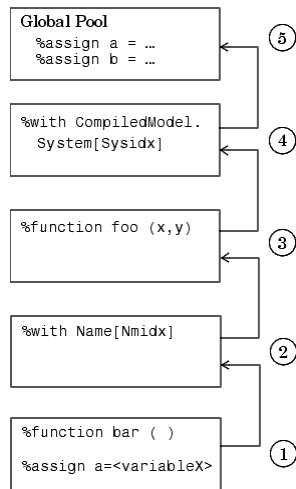 Global Pool
%assign a = …
%assign b = …
5
%with CompiledModel.
System[Sysidx]
4
%function foo (x,y)
3
%with Name[Nmidx]
2
%function bar ( )
%assign a=<variableX>
1